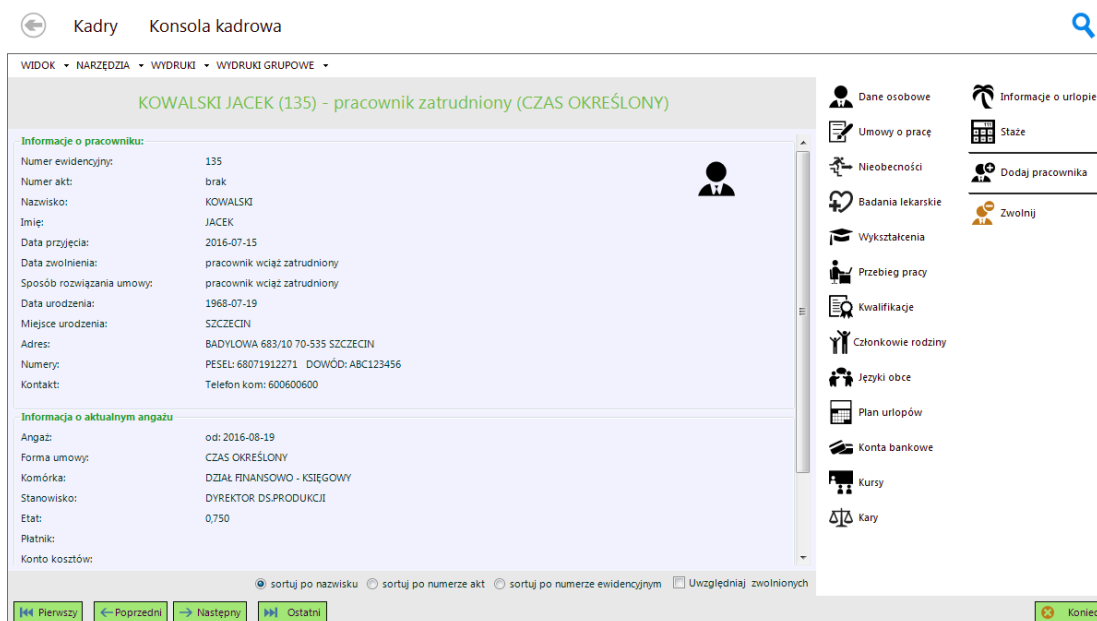 Kadry Konsola kadrowa
WIDOK NARZĘDZIA WYDRUKI WYDRUKI GRUPOWE
KOWALSKI JACEK (135) - pracownik zatrudniony (CZAS OKREŚLONY)
Informacje o pracowniku:
Numer ewidencyjny: 135
Numer akt: brak
Nazwisko: KOWALSKI
Imię: JACEK
Data przyjęcia: 2016-07-15
Data zwolnienia: pracownik wciąż zatrudniony
Sposób rozwiązania umowy: pracownik wciąż zatrudniony
Data urodzenia: 1968-07-19
Miejsce urodzenia: SZCZECIN
Adres: BADYLOWA 683/10 70-535 SZCZECIN
Numery: PESEL: 68071912271 DOWÓD: ABC123456
Kontakt: Telefon kom: 600600600
Informacja o aktualnym angażu
Angaż: od: 2016-08-19
Forma umowy: CZAS OKREŚLONY
Komórka: DZIAŁ FINANSOWO - KSIĘGOWY
Stanowisko: DYREKTOR DS.PRODUKCJI
Etat: 0,750
Płatnik:
Konto kosztów:
sortuj po nazwisku sortuj po numerze akt sortuj po numerze ewidencyjnym Uwzględniaj zwolnionych
Pierwszy Poprzedni Następny Ostatni
Dane osobowe
Umowy o pracę
Nieobecności
Badania lekarskie
Wykształcenia
Przebieg pracy
Kwalifikacje
Członkowie rodziny
Języki obce
Plan urlopów
Konta bankowe
Kursy
Kary
Informacje o urlopie
Staże
Dodaj pracownika
Zwolnij
Koniec